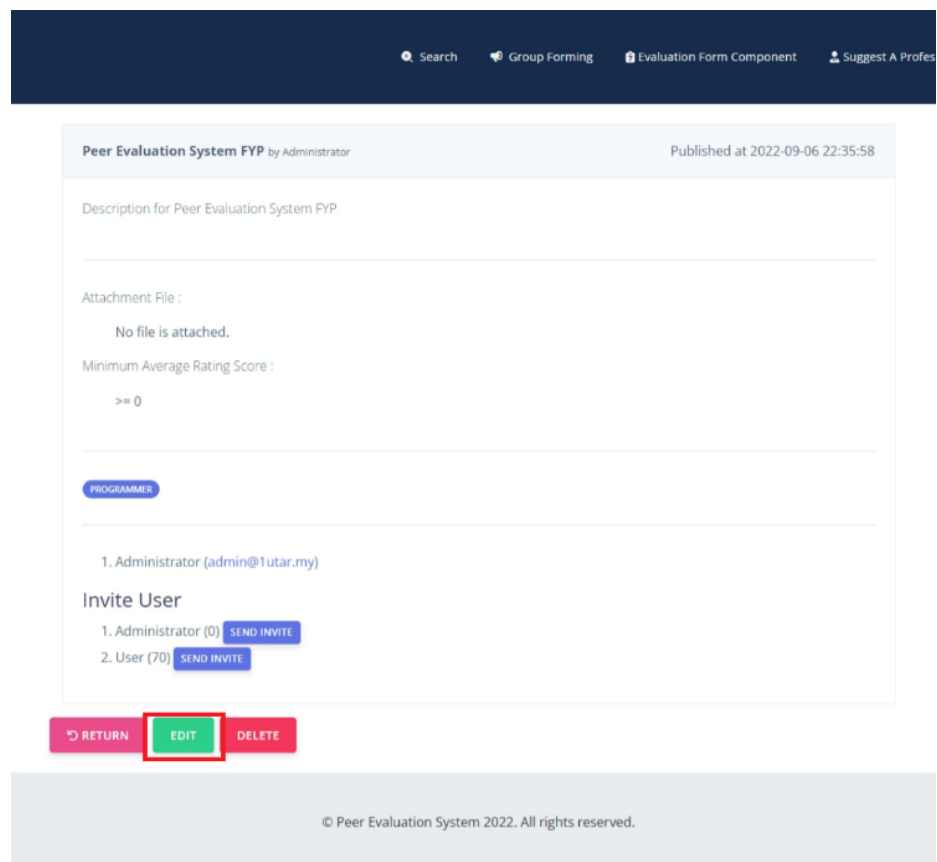 Search Group Forming Evaluation Form Component Suggest A Profes
Peer Evaluation System FYP by Administrator Published at 2022-09-06 22:35:58
Description for Peer Evaluation System FYP
Attachment File :
No file is attached.
Minimum Average Rating Score :
>= 0
PROGRAMMER
1. Administrator (admin@1utar.my)
Invite User
1. Administrator (0) SEND INVITE
2. User (70) SEND INVITE
RETURN EDIT DELETE
© Peer Evaluation System 2022. All rights reserved.